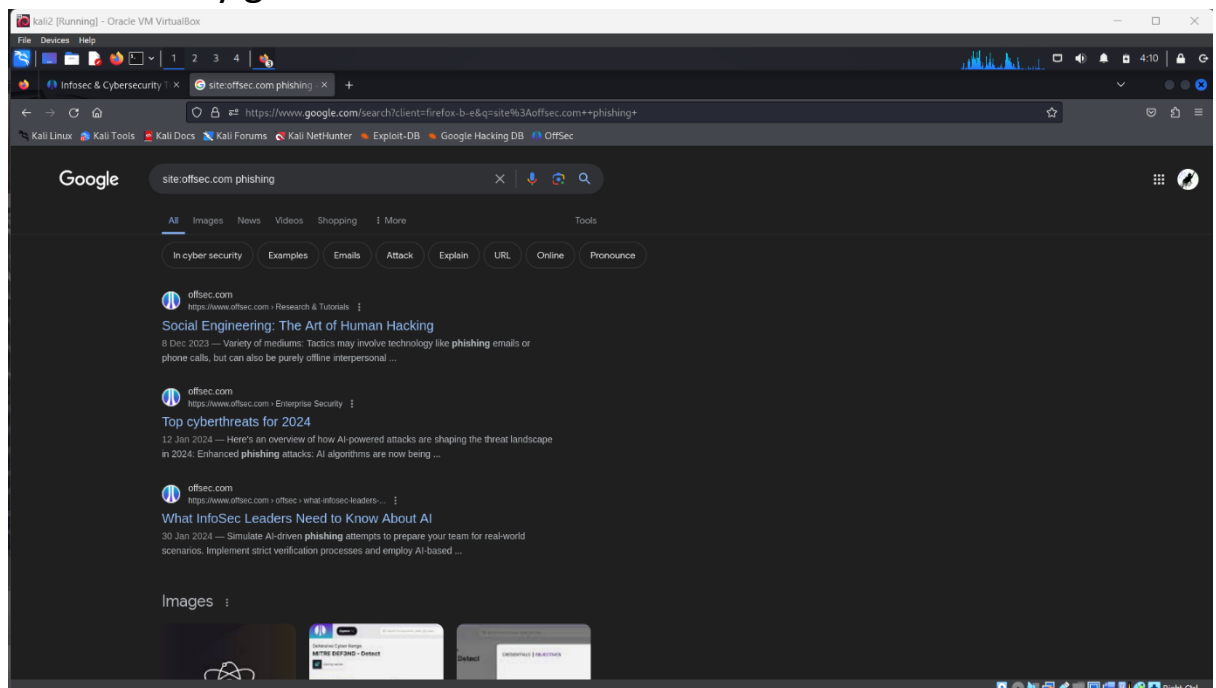 kali2 [Running] - Oracle VM VirtualBox
File Devices Help
1 2 3 4
4:10
Infosec & Cybersecurity T
site:offsec.com phishing
https://www.google.com/search?client=firefox-b-e&q=site%3Aoffsec.com++phishing+
Kali Linux Kali Tools Kali Docs Kali Forums Kali NetHunter Exploit-DB Google Hacking DB OffSec
Google
site:offsec.com phishing
All Images News Videos Shopping More Tools
In cyber security Examples Emails Attack Explain URL Online Pronounce
offsec.com
https://www.offsec.com › Research & Tutorials
Social Engineering: The Art of Human Hacking
8 Dec 2023 — Variety of mediums: Tactics may involve technology like phishing emails or
phone calls, but can also be purely offline interpersonal ...
offsec.com
https://www.offsec.com › Enterprise Security
Top cyberthreats for 2024
12 Jan 2024 — Here's an overview of how AI-powered attacks are shaping the threat landscape
in 2024: Enhanced phishing attacks: AI algorithms are now being ...
offsec.com
https://www.offsec.com › offsec › what-infosec-leaders-...
What InfoSec Leaders Need to Know About AI
30 Jan 2024 — Simulate AI-driven phishing attempts to prepare your team for real-world
scenarios. Implement strict verification processes and employ AI-based ...
Images
Defensive Cyber Range
MITRE DEF3ND - Detect
Detect
CREDENTIALS | OBJECTIVES
Right Ctrl